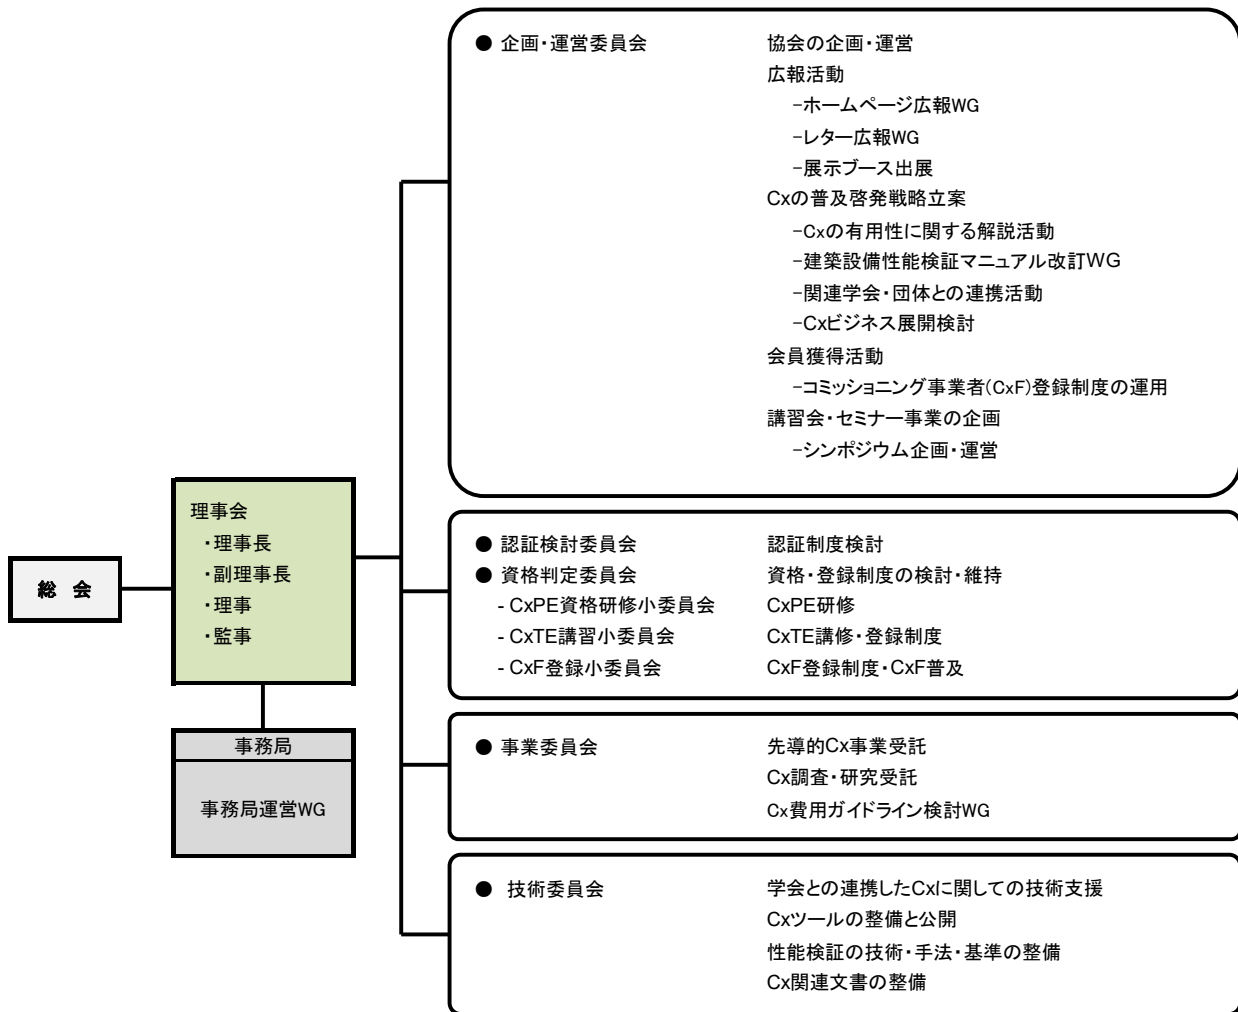 総 会
理事会
・理事長
・副理事長
・理事
・監事
事務局
事務局運営WG
● 企画・運営委員会 協会の企画・運営
広報活動
−ホームページ広報WG
−レター広報WG
−展示ブース出展
Cxの普及啓発戦略立案
−Cxの有用性に関する解説活動
−建築設備性能検証マニュアル改訂WG
−関連学会・団体との連携活動
−Cxビジネス展開検討
会員獲得活動
−コミッショニング事業者(CxF)登録制度の運用
講習会・セミナー事業の企画
−シンポジウム企画・運営
● 認証検討委員会 認証制度検討
● 資格判定委員会 資格・登録制度の検討・維持
- CxPE資格研修小委員会 CxPE研修
- CxTE講習小委員会 CxTE講修・登録制度
- CxF登録小委員会 CxF登録制度・CxF普及
● 事業委員会 先導的Cx事業受託
Cx調査・研究受託
Cx費用ガイドライン検討WG
● 技術委員会 学会との連携したCxに関しての技術支援
Cxツールの整備と公開
性能検証の技術・手法・基準の整備
Cx関連文書の整備